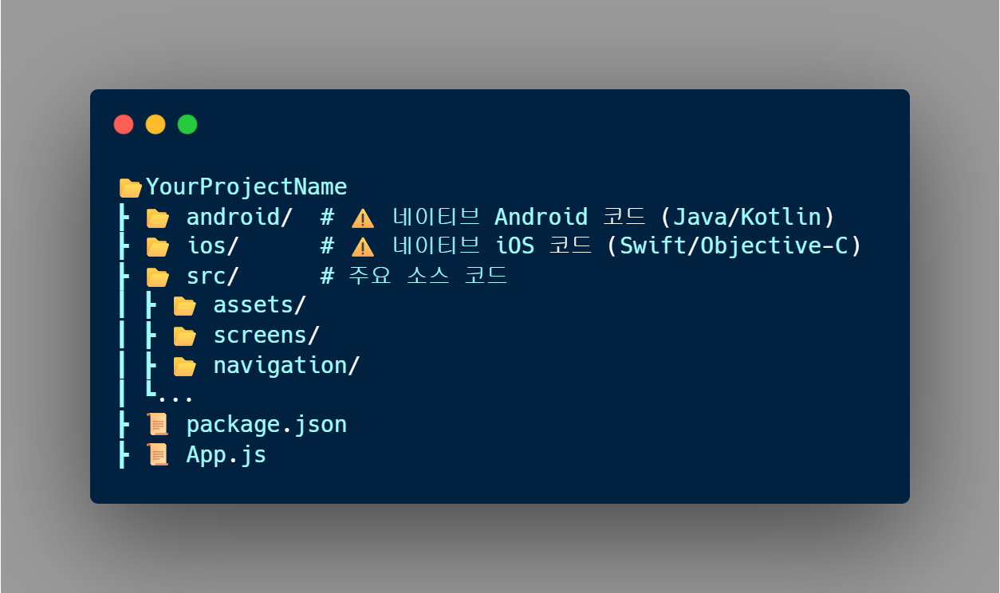 📂YourProjectName
┣ 📂 android/  # ⚠️ 네이티브 Android 코드 (Java/Kotlin)
┣ 📂 ios/      # ⚠️ 네이티브 iOS 코드 (Swift/Objective-C)
┣ 📂 src/      # 주요 소스 코드
┃ ┣ 📂 assets/
┃ ┣ 📂 screens/
┃ ┣ 📂 navigation/
┃ ┗...
┣ 📜 package.json
┣ 📜 App.js